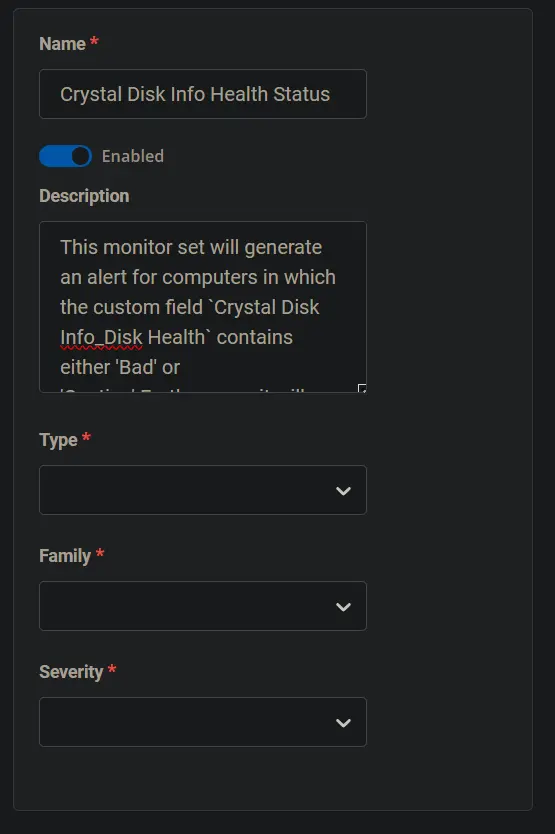 Name *
Crystal Disk Info Health Status
Enabled
Description
This monitor set will generate
an alert for computers in which
the custom field `Crystal Disk
Info_Disk Health` contains
either 'Bad' or
Type *
Family *
Severity *